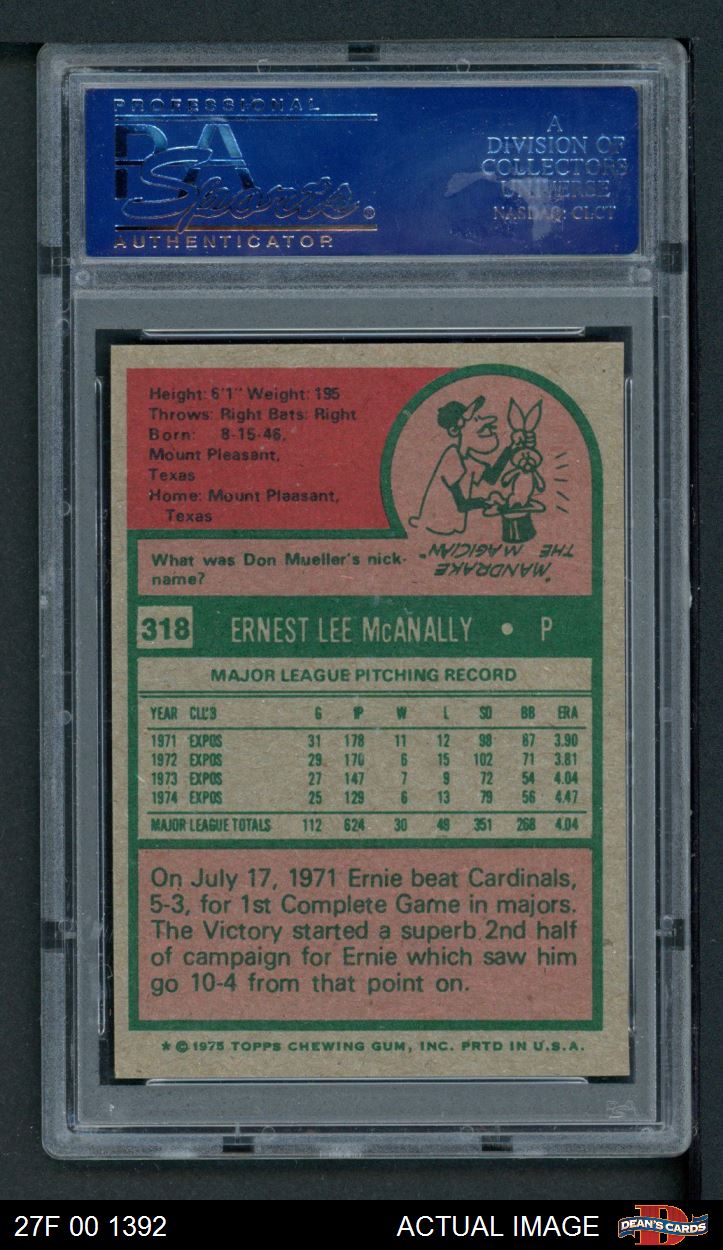 PROFESSIONAL
PSA
Sports ®
AUTHENTICATOR
A
DIVISION OF
COLLECTORS
UNIVERSE
NASDAQ: CLCT
Height: 6'1" Weight: 195
Throws: Right Bats: Right
Born: 8-15-46,
Mount Pleasant,
Texas
Home: Mount Pleasant,
Texas
"MANDRAKE
THE MAGICIAN"
What was Don Mueller's nick-
name?
318 ERNEST LEE McANALLY • P
MAJOR LEAGUE PITCHING RECORD
YEAR CLUB G IP W L SO BB ERA
1971 EXPOS 31 178 11 12 98 87 3.90
1972 EXPOS 29 170 6 15 102 71 3.81
1973 EXPOS 27 147 7 9 72 54 4.04
1974 EXPOS 25 129 6 13 79 56 4.47
MAJOR LEAGUE TOTALS 112 624 30 49 351 268 4.04
On July 17, 1971 Ernie beat Cardinals,
5-3, for 1st Complete Game in majors.
The Victory started a superb 2nd half
of campaign for Ernie which saw him
go 10-4 from that point on.
* © 1975 TOPPS CHEWING GUM, INC. PRTD IN U.S.A.
PSA
27F 00 1392
ACTUAL IMAGE
D
DEAN'S CARDS